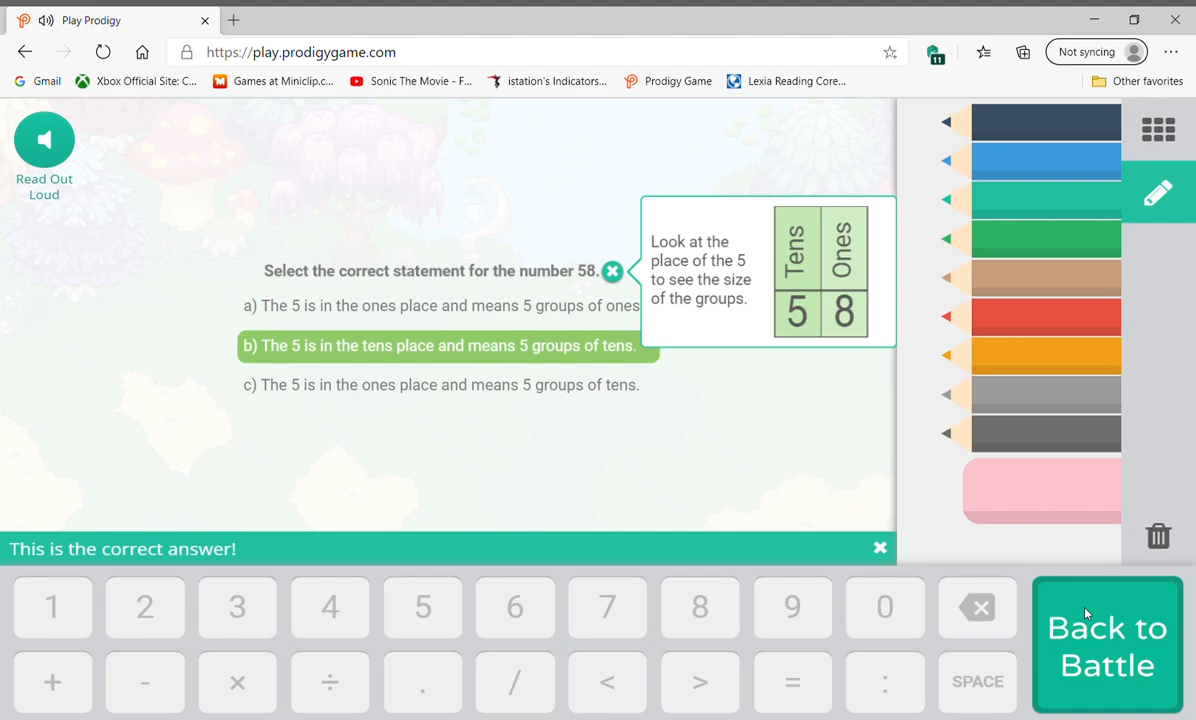 Play Prodigy
https://play.prodigygame.com
11
Not syncing
Gmail
Xbox Official Site: C...
Games at Miniclip.c...
Sonic The Movie - F...
istation's Indicators...
Prodigy Game
Lexia Reading Core...
Other favorites
Read Out
Loud
Select the correct statement for the number 58.
a) The 5 is in the ones place and means 5 groups of ones
b) The 5 is in the tens place and means 5 groups of tens.
c) The 5 is in the ones place and means 5 groups of tens.
Look at the
place of the 5
to see the size
of the groups.
Tens Ones
5 8
This is the correct answer!
1 2 3 4 5 6 7 8 9 0
+ - × ÷ . / < > = : SPACE
Back to
Battle